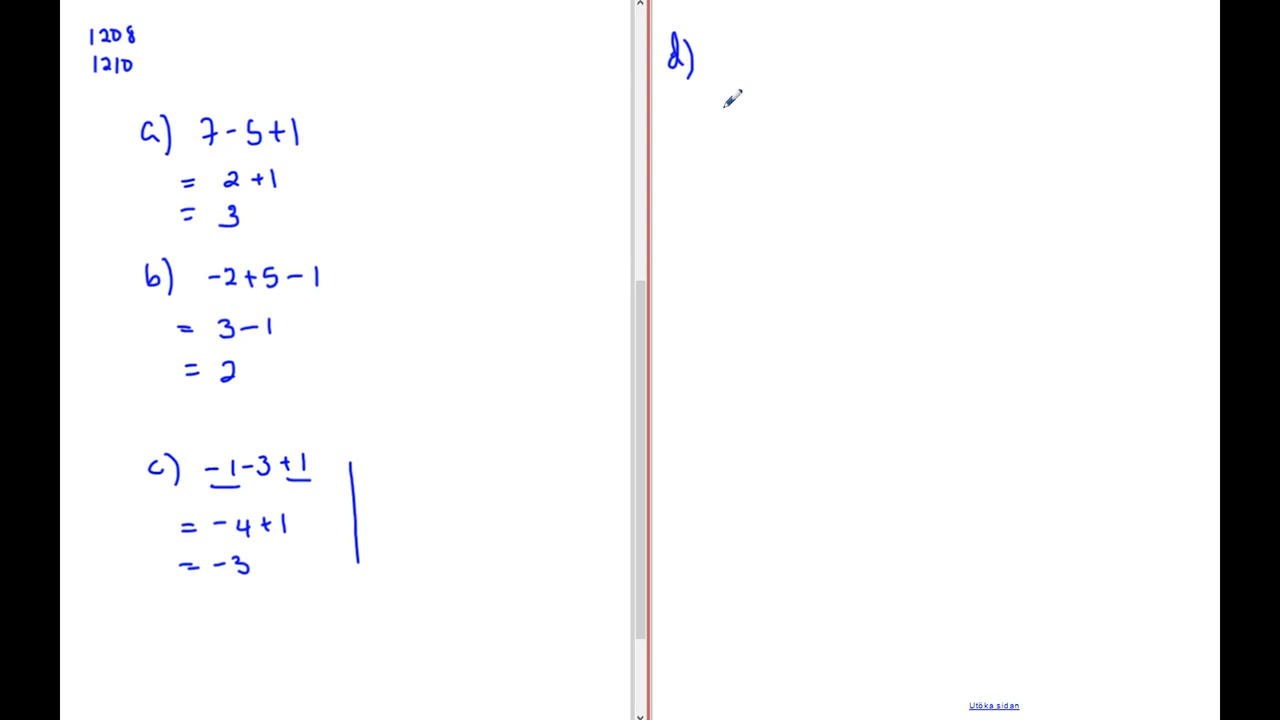 1208
1210
a) 7-5+1
= 2+1
= 3
b) -2+5-1
= 3-1
= 2
c) -1-3+1
= -4+1
= -3
d)
Utöka sidan